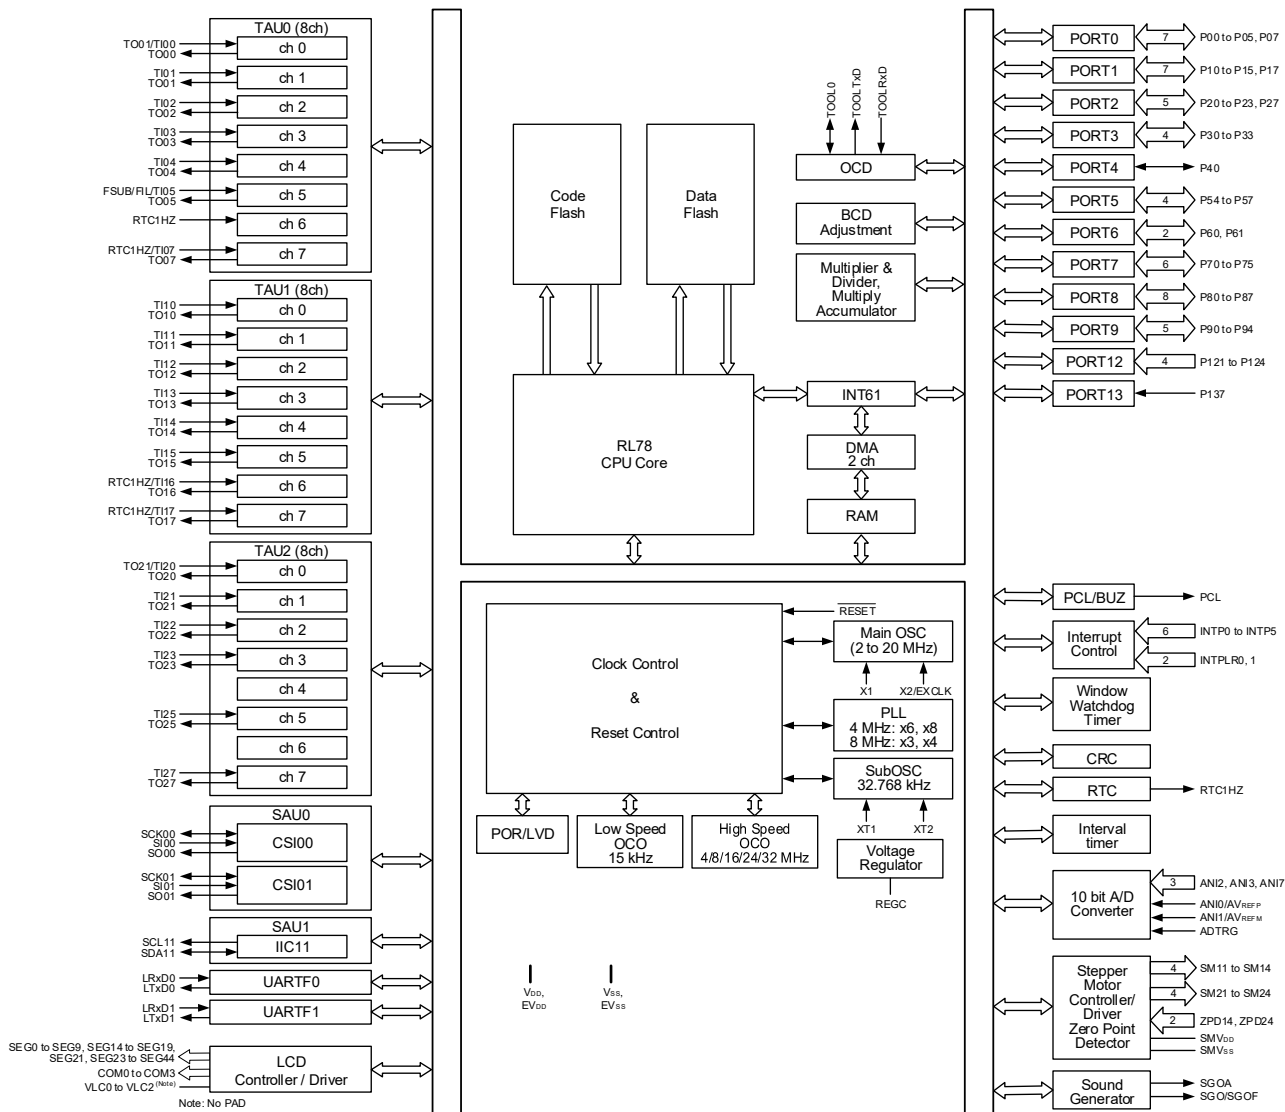 TAU0 (8ch)
TO01/TI00
TO00
ch 0
TI01
TO01
ch 1
TI02
TO02
ch 2
TI03
TO03
ch 3
TI04
TO04
ch 4
FSUB/FIL/TI05
TO05
ch 5
RTC1HZ
ch 6
RTC1HZ/TI07
TO07
ch 7
TAU1 (8ch)
TI10
TO10
ch 0
TI11
TO11
ch 1
TI12
TO12
ch 2
TI13
TO13
ch 3
TI14
TO14
ch 4
TI15
TO15
ch 5
RTC1HZ/TI16
TO16
ch 6
RTC1HZ/TI17
TO17
ch 7
TAU2 (8ch)
TO21/TI20
TO20
ch 0
TI21
TO21
ch 1
TI22
TO22
ch 2
TI23
TO23
ch 3
ch 4
TI25
TO25
ch 5
ch 6
TI27
TO27
ch 7
SAU0
SCK00
SI00
SO00
CSI00
SCK01
SI01
SO01
CSI01
SAU1
SCL11
SDA11
IIC11
LRxD0
LTxD0
UARTF0
LRxD1
LTxD1
UARTF1
SEG0 to SEG9, SEG14 to SEG19,
SEG21, SEG23 to SEG44
COM0 to COM3
VLC0 to VLC2 (Note)
LCD
Controller / Driver
Note: No PAD
Code
Flash
Data
Flash
TOOL0
TOOLTxD
TOOLRxD
OCD
BCD
Adjustment
Multiplier &
Divider,
Multiply
Accumulator
RL78
CPU Core
INT61
DMA
2 ch
RAM
Clock Control
&
Reset Control
RESET
Main OSC
(2 to 20 MHz)
X1
X2/EXCLK
PLL
4 MHz: x6, x8
8 MHz: x3, x4
SubOSC
32.768 kHz
XT1
XT2
POR/LVD
Low Speed
OCO
15 kHz
High Speed
OCO
4/8/16/24/32 MHz
Voltage
Regulator
REGC
VDD,
EVDD
VSS,
EVSS
PORT0
7
P00 to P05, P07
PORT1
7
P10 to P15, P17
PORT2
5
P20 to P23, P27
PORT3
4
P30 to P33
PORT4
P40
PORT5
4
P54 to P57
PORT6
2
P60, P61
PORT7
6
P70 to P75
PORT8
8
P80 to P87
PORT9
5
P90 to P94
PORT12
4
P121 to P124
PORT13
P137
PCL/BUZ
PCL
Interrupt
Control
6
INTP0 to INTP5
2
INTPLR0, 1
Window
Watchdog
Timer
CRC
RTC
RTC1HZ
Interval
timer
10 bit A/D
Converter
3
ANI2, ANI3, ANI7
ANI0/AVREFP
ANI1/AVREFM
ADTRG
Stepper
Motor
Controller/
Driver
Zero Point
Detector
4
SM11 to SM14
4
SM21 to SM24
2
ZPD14, ZPD24
SMVDD
SMVSS
Sound
Generator
SGOA
SGO/SGOF